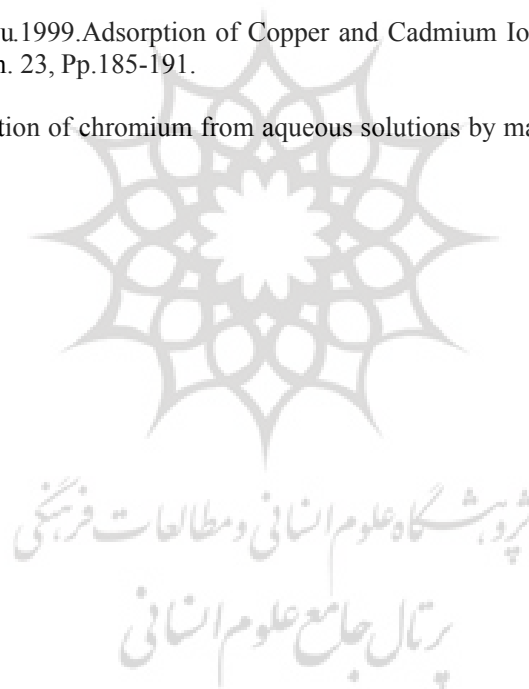 u.1999.Adsorption of Copper and Cadmium Io
n. 23, Pp.185-191.
tion of chromium from aqueous solutions by ma
پژوهشگاه علوم انسانی و مطالعات فرهنگی
پرتال جامع علوم انسانی